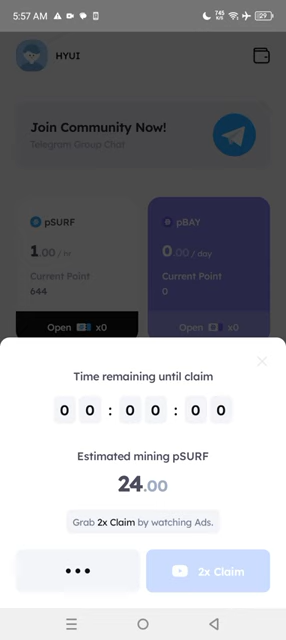 5:57 AM
745
K/S
29
HYUI
Join Community Now!
Telegram Group Chat
pSURF
1.00 / hr
Current Point
644
Open x0
pBAY
0.00 / day
Current Point
0
Open x0
Time remaining until claim
0 0 : 0 0 : 0 0
Estimated mining pSURF
24.00
Grab 2x Claim by watching Ads.
•••
2x Claim